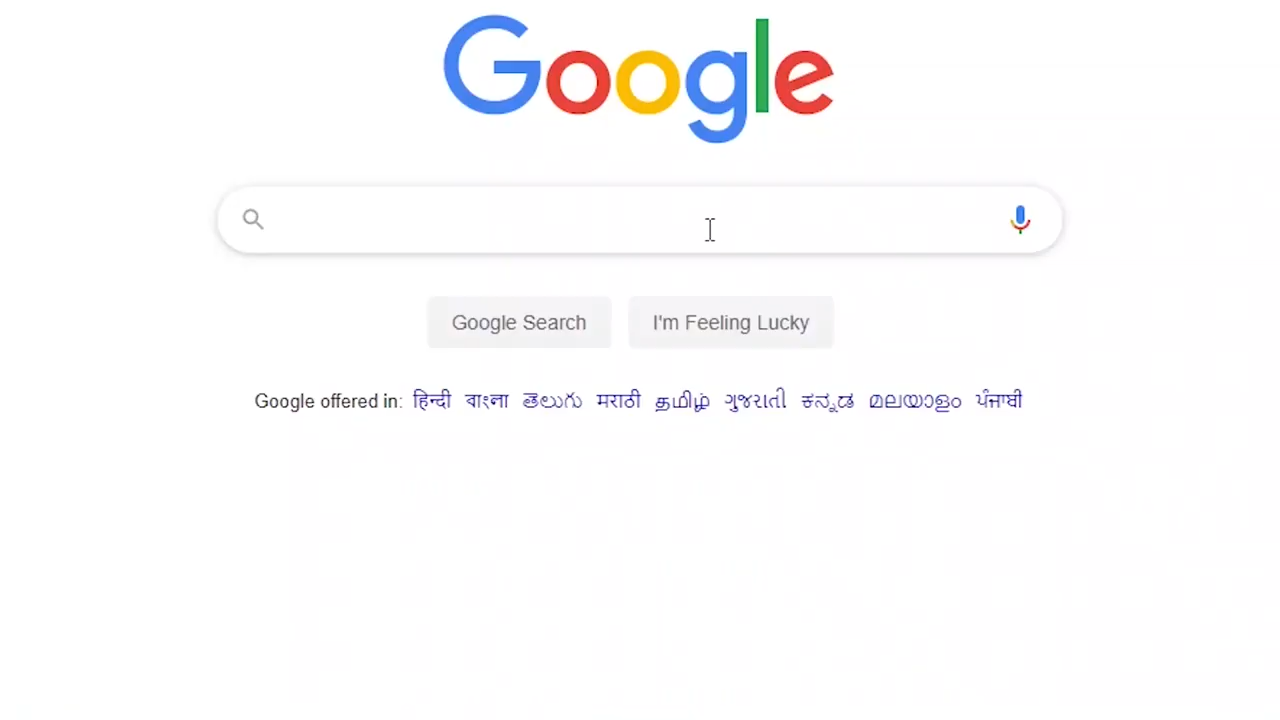 Google
Google Search I'm Feeling Lucky
Google offered in: हिन्दी বাংলা తెలుగు मराठी தமிழ் ગુજરાતી ಕನ್ನಡ മലയാളം ਪੰਜਾਬੀ